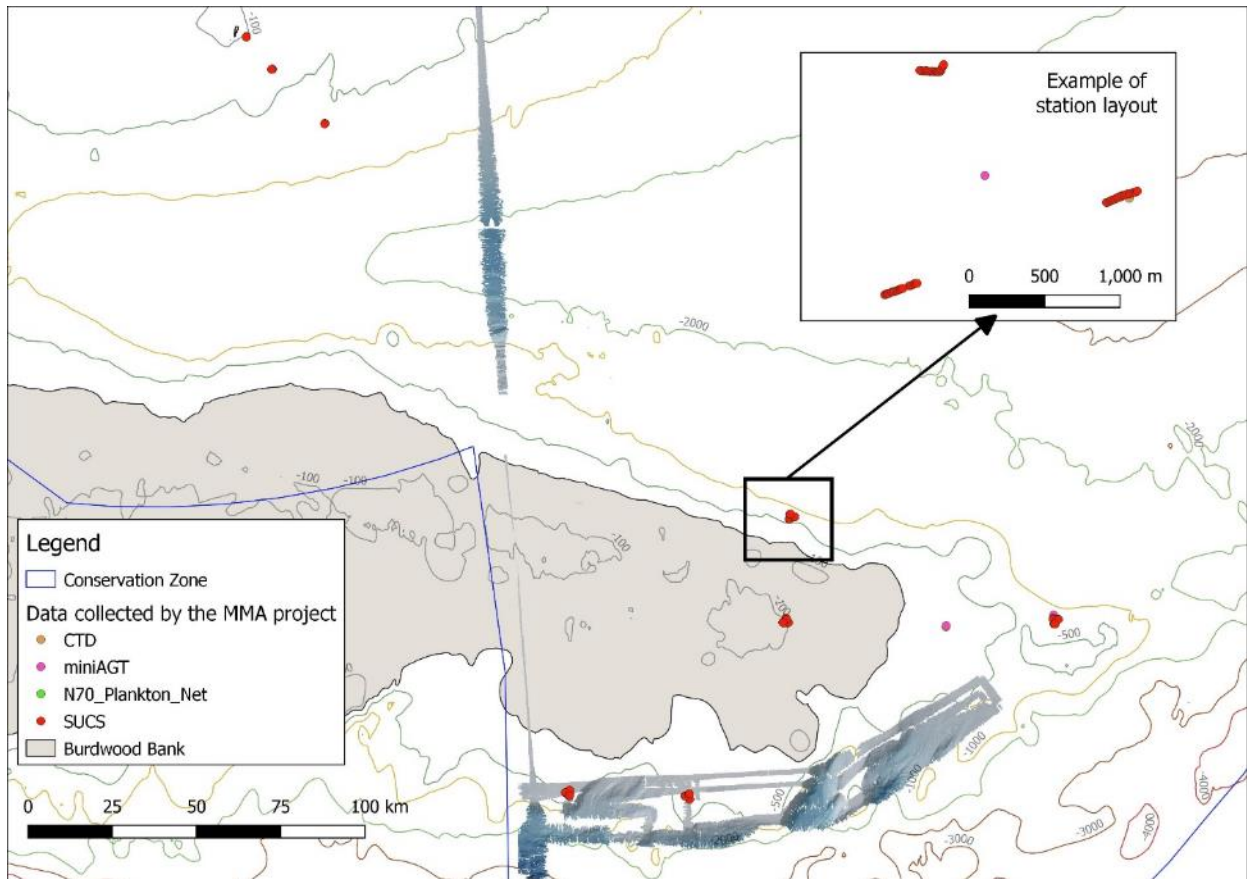 -100
Example of
station layout
0 500 1,000 m
-2000
-2000
-100
-100
-100
-100
-100
-500
Legend
Conservation Zone
Data collected by the MMA project
CTD
miniAGT
N70_Plankton_Net
SUCS
Burdwood Bank
0 25 50 75 100 km
-1000
-500
-1000
-4000
-3000
-3000
-4000